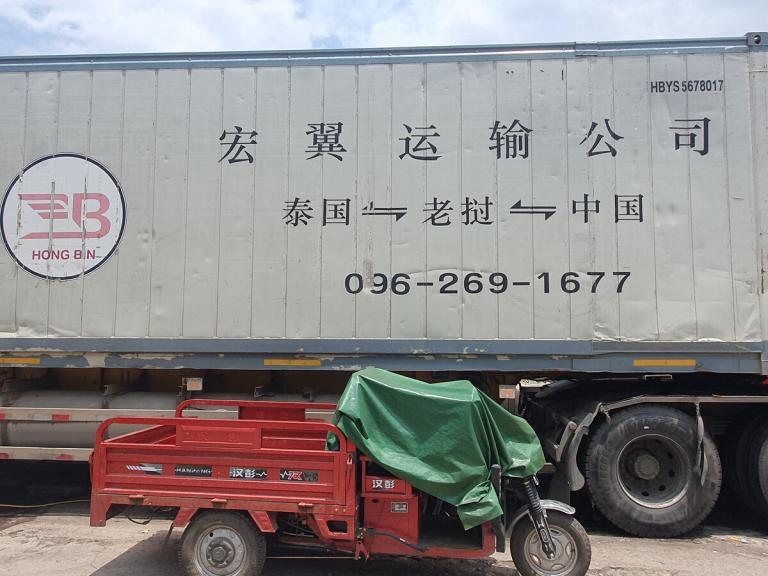 HBYS 5678017
宏翼运输公司
泰国⇌老挝⇌中国
096-269-1677
HONG BIN
HANPENG
汉彭
汉彭